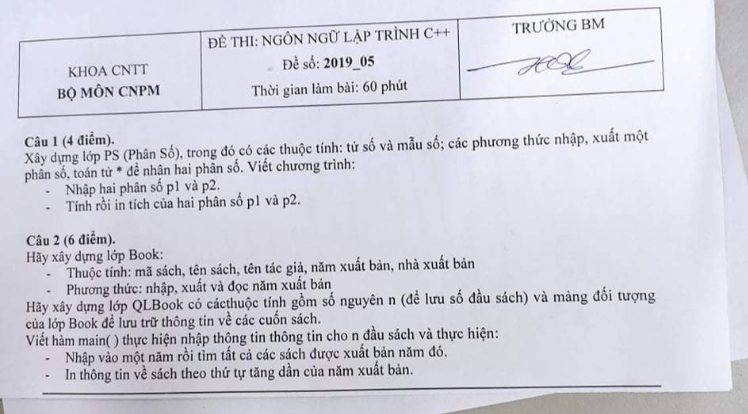 KHOA CNTT
BỘ MÔN CNPM
ĐỀ THI: NGÔN NGỮ LẬP TRÌNH C++
Đề số: 2019_05
Thời gian làm bài: 60 phút
TRƯỞNG BM
Câu 1 (4 điểm).
Xây dựng lớp PS (Phân Số), trong đó có các thuộc tính: tử số và mẫu số; các phương thức nhập, xuất một
phân số, toán tử * để nhân hai phân số. Viết chương trình:
- Nhập hai phân số p1 và p2.
- Tính rồi in tích của hai phân số p1 và p2.
Câu 2 (6 điểm).
Hãy xây dựng lớp Book:
- Thuộc tính: mã sách, tên sách, tên tác giả, năm xuất bản, nhà xuất bản
- Phương thức: nhập, xuất và đọc năm xuất bản
Hãy xây dựng lớp QLBook có cácthuộc tính gồm số nguyên n (để lưu số đầu sách) và mảng đối tượng
của lớp Book để lưu trữ thông tin về các cuốn sách.
Viết hàm main( ) thực hiện nhập thông tin thông tin cho n đầu sách và thực hiện:
- Nhập vào một năm rồi tìm tất cả các sách được xuất bản năm đó.
- In thông tin về sách theo thứ tự tăng dần của năm xuất bản.